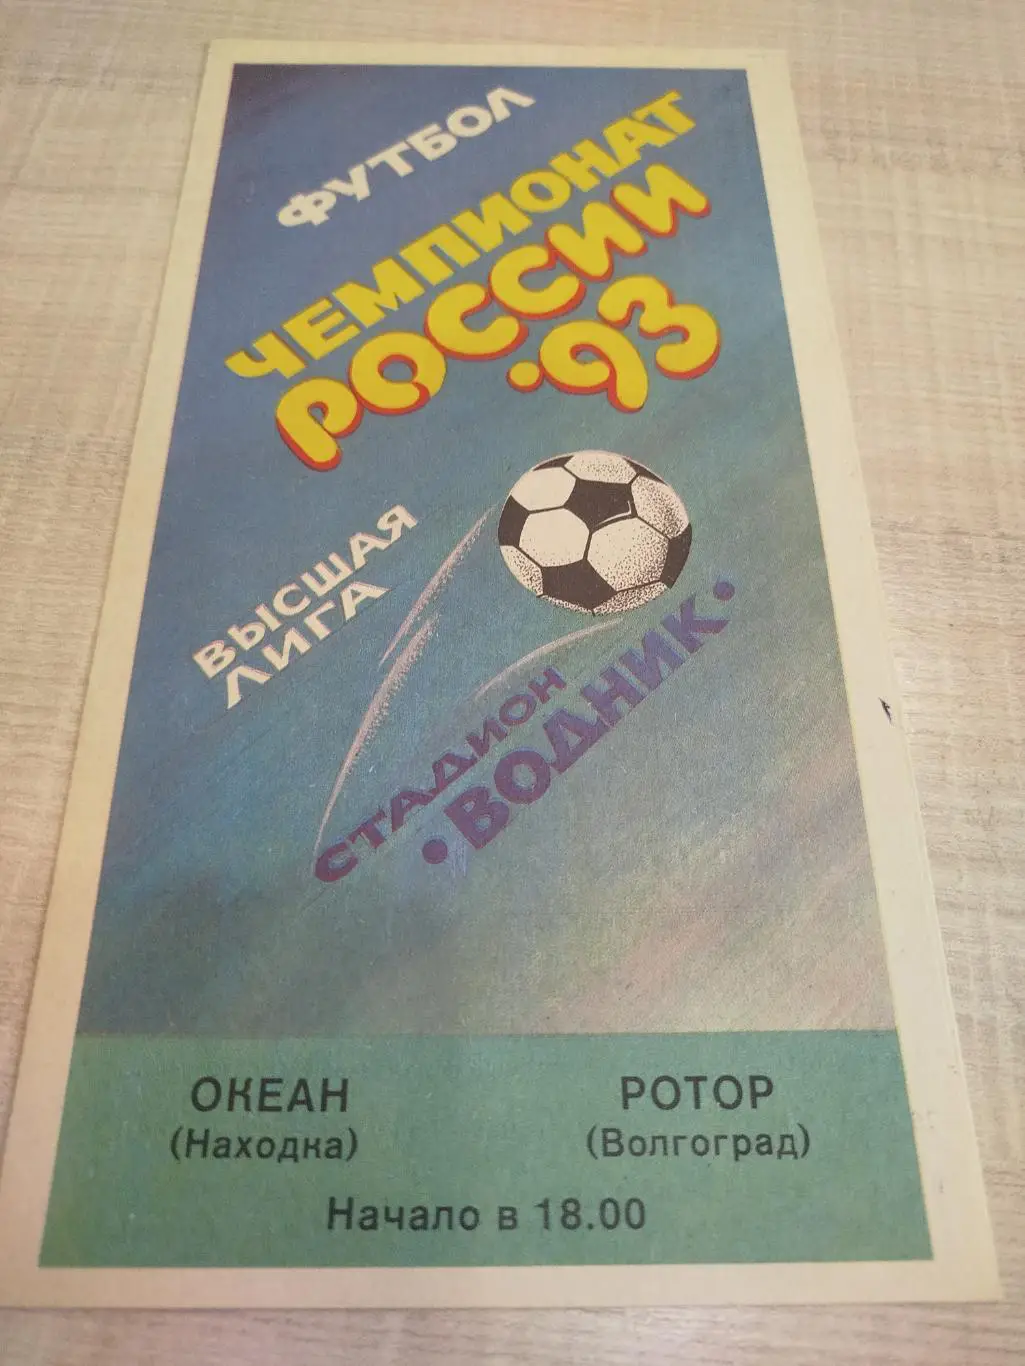 ФУТБОЛ
ЧЕМПИОНАТ
РОССИИ
'93
ВЫСШАЯ
ЛИГА
СТАДИОН
•ВОДНИК•
ОКЕАН
(Находка)
РОТОР
(Волгоград)
Начало в 18.00